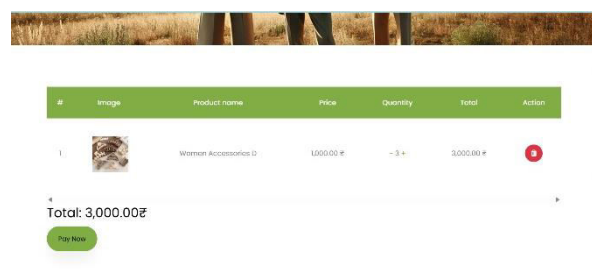 # Image Product name Price Quantity Total Action
1 Women Accessories D 1,000.00 ₹ - 3 + 3,000.00 ₹
Total: 3,000.00₹
Pay Now